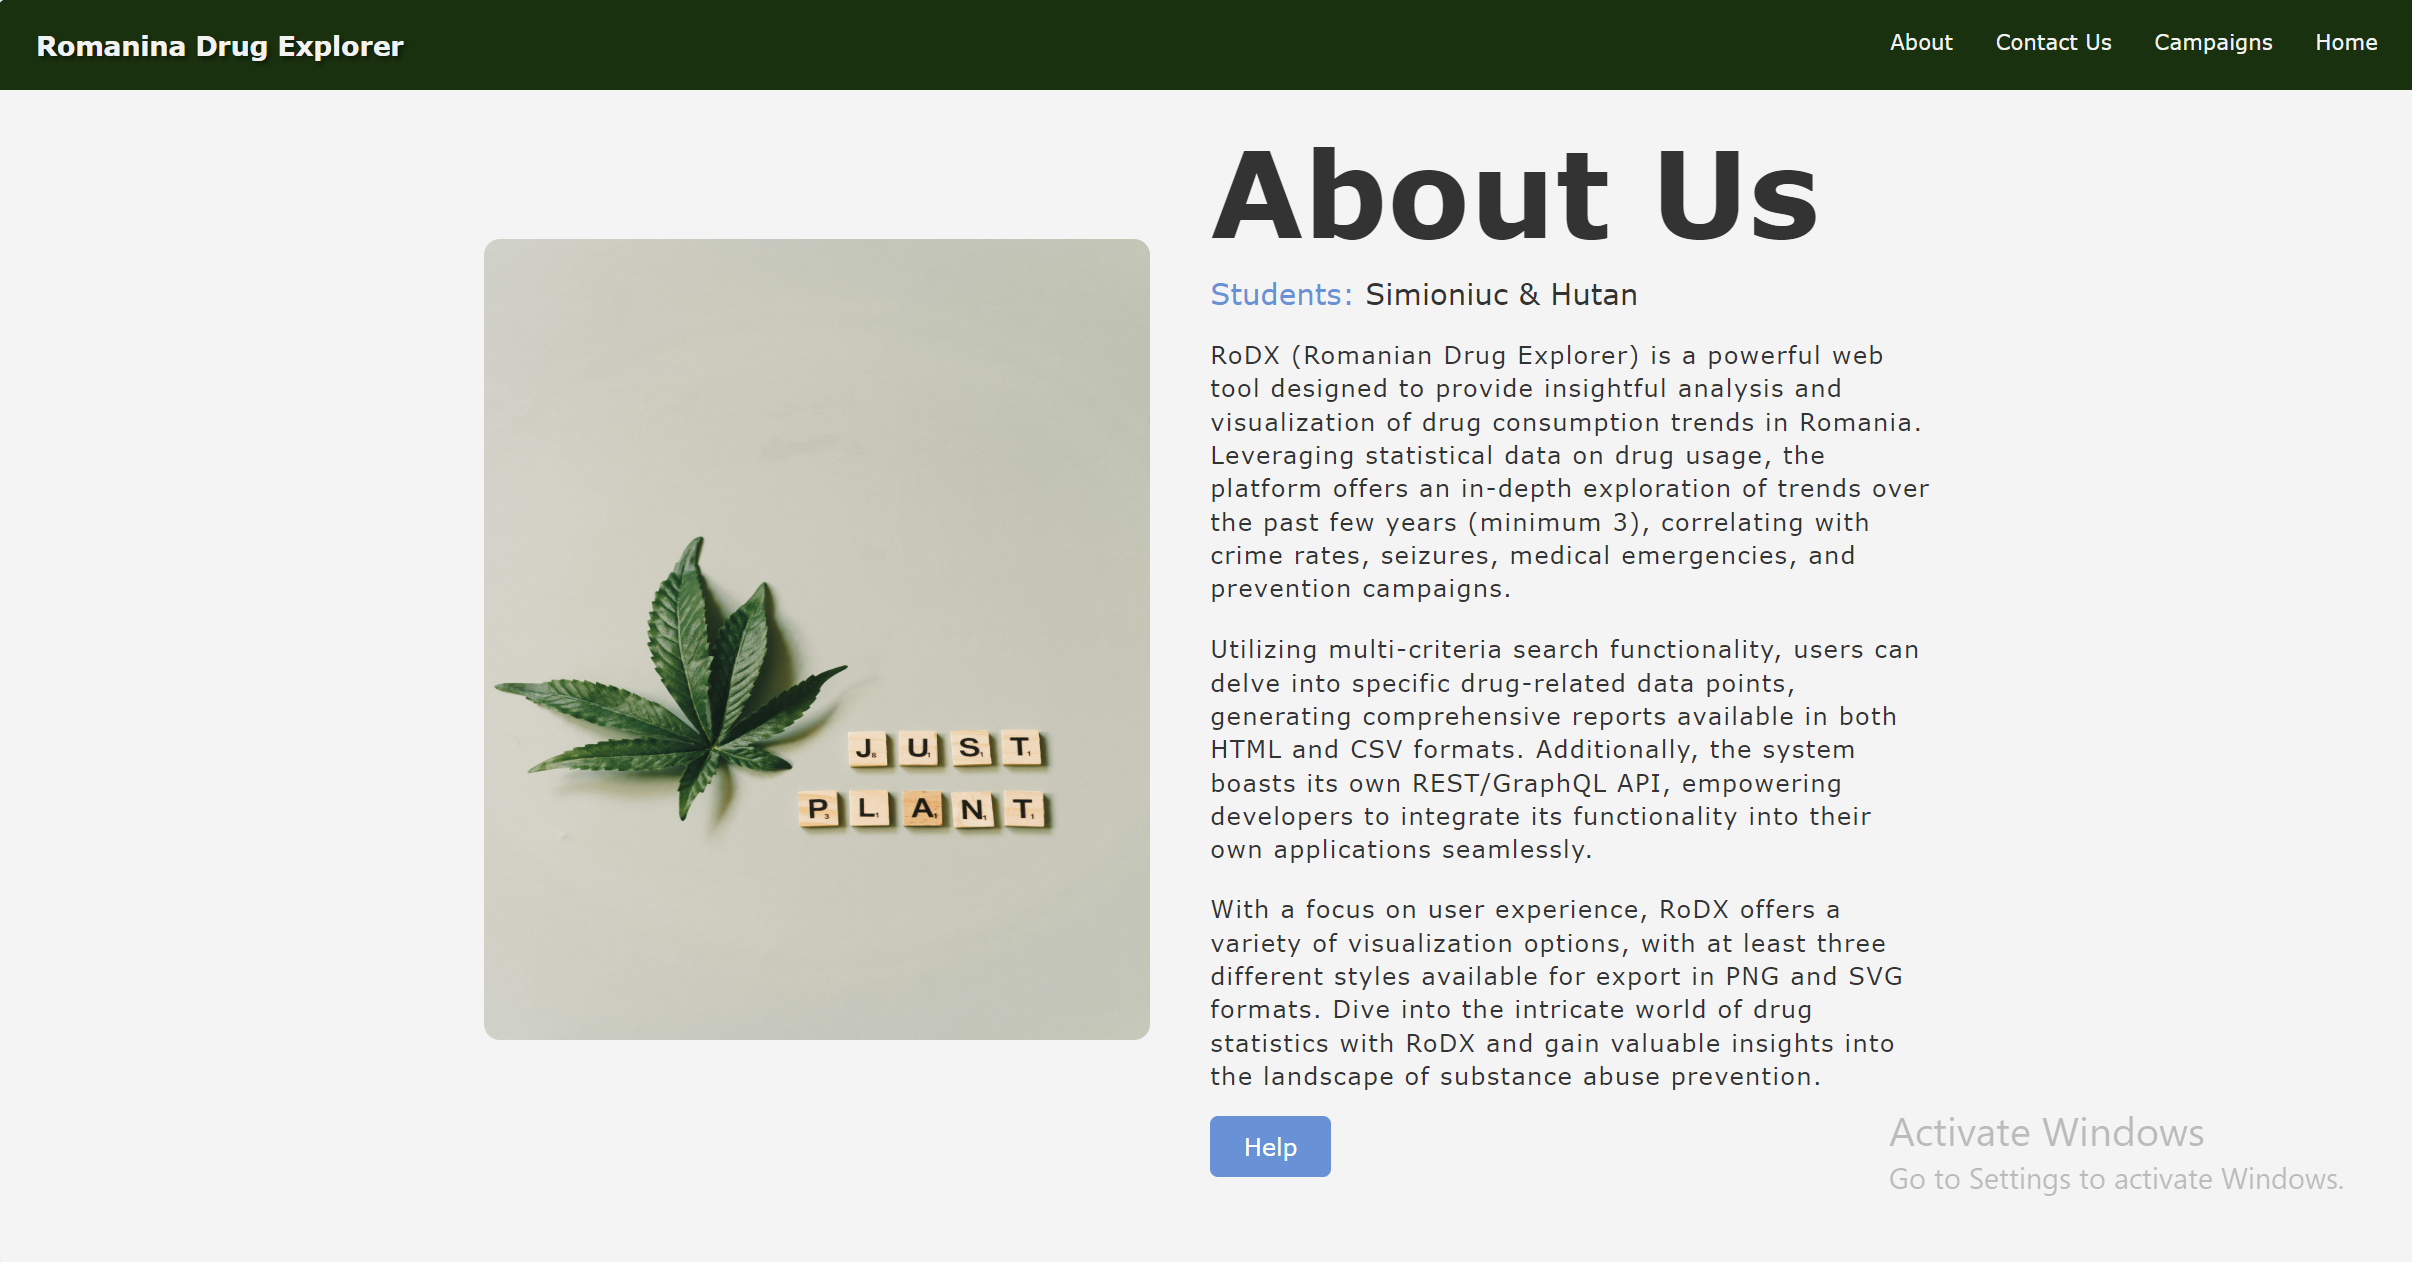 Romanina Drug Explorer
About
Contact Us
Campaigns
Home
About Us
Students: Simioniuc & Hutan
RoDX (Romanian Drug Explorer) is a powerful web
tool designed to provide insightful analysis and
visualization of drug consumption trends in Romania.
Leveraging statistical data on drug usage, the
platform offers an in-depth exploration of trends over
the past few years (minimum 3), correlating with
crime rates, seizures, medical emergencies, and
prevention campaigns.
Utilizing multi-criteria search functionality, users can
delve into specific drug-related data points,
generating comprehensive reports available in both
HTML and CSV formats. Additionally, the system
boasts its own REST/GraphQL API, empowering
developers to integrate its functionality into their
own applications seamlessly.
With a focus on user experience, RoDX offers a
variety of visualization options, with at least three
different styles available for export in PNG and SVG
formats. Dive into the intricate world of drug
statistics with RoDX and gain valuable insights into
the landscape of substance abuse prevention.
Help
JUST
PLANT
Activate Windows
Go to Settings to activate Windows.